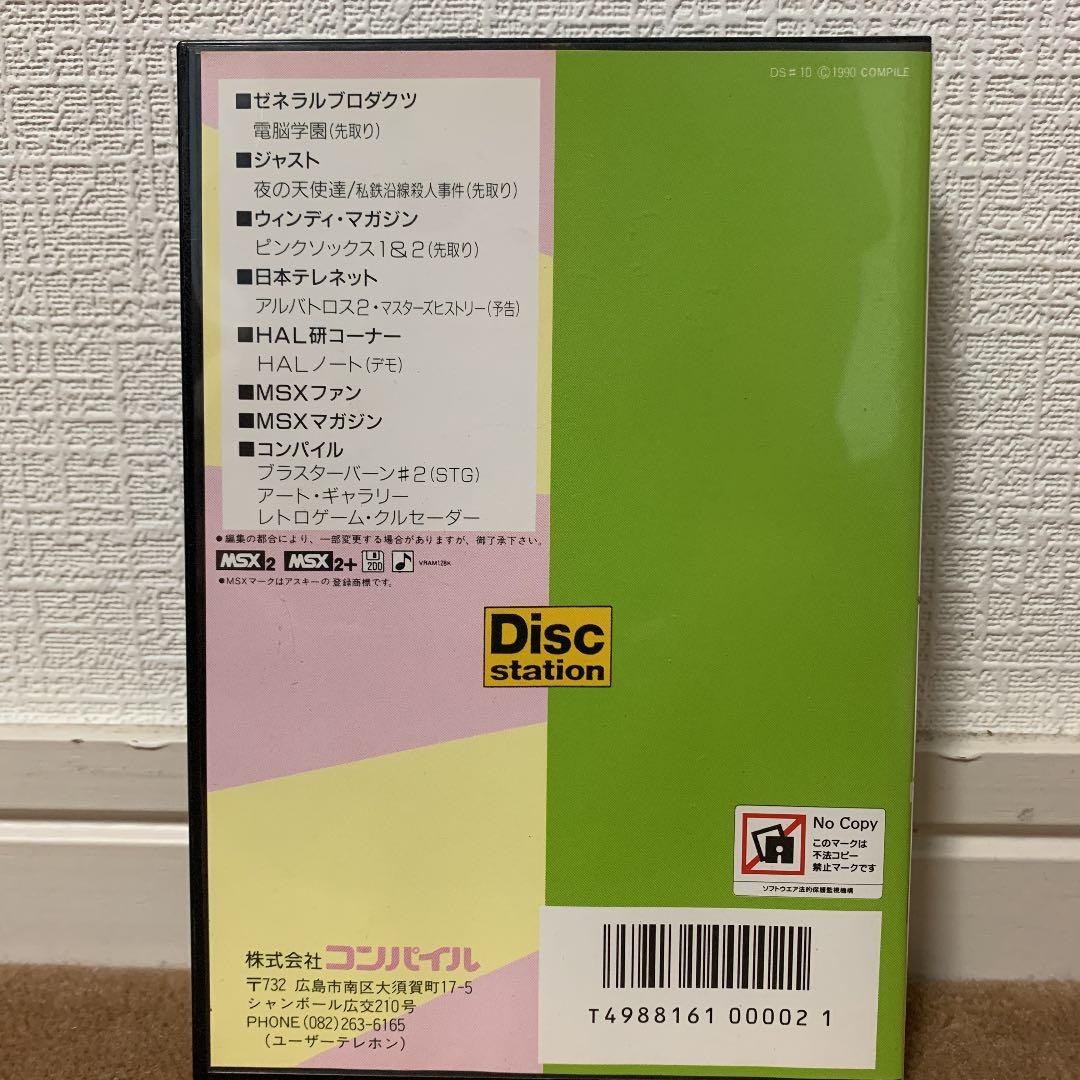 DS#10 ©1990 COMPILE
■ゼネラルプロダクツ
電脳学園(先取り)
■ジャスト
夜の天使達/私鉄沿線殺人事件(先取り)
■ウィンディ・マガジン
ピンクソックス1&2(先取り)
■日本テレネット
アルバトロス2・マスターズヒストリー(予告)
■HAL研コーナー
HALノート(デモ)
■MSXファン
■MSXマガジン
■コンパイル
ブラスターバーン#2(STG)
アート・ギャラリー
レトロゲーム・クルセーダー
●編集の都合により、一部変更する場合がありますが、御了承下さい。
MSX2 MSX2+ 2DD VRAM128K
●MSXマークはアスキーの登録商標です。
Disc
station
No Copy
このマークは
不法コピー
禁止マークです
ソフトウエア法的保護監視機構
株式会社コンパイル
〒732 広島市南区大須賀町17-5
シャンボール広交210号
PHONE(082)263-6165
(ユーザーテレホン)
T4988161 00002 1